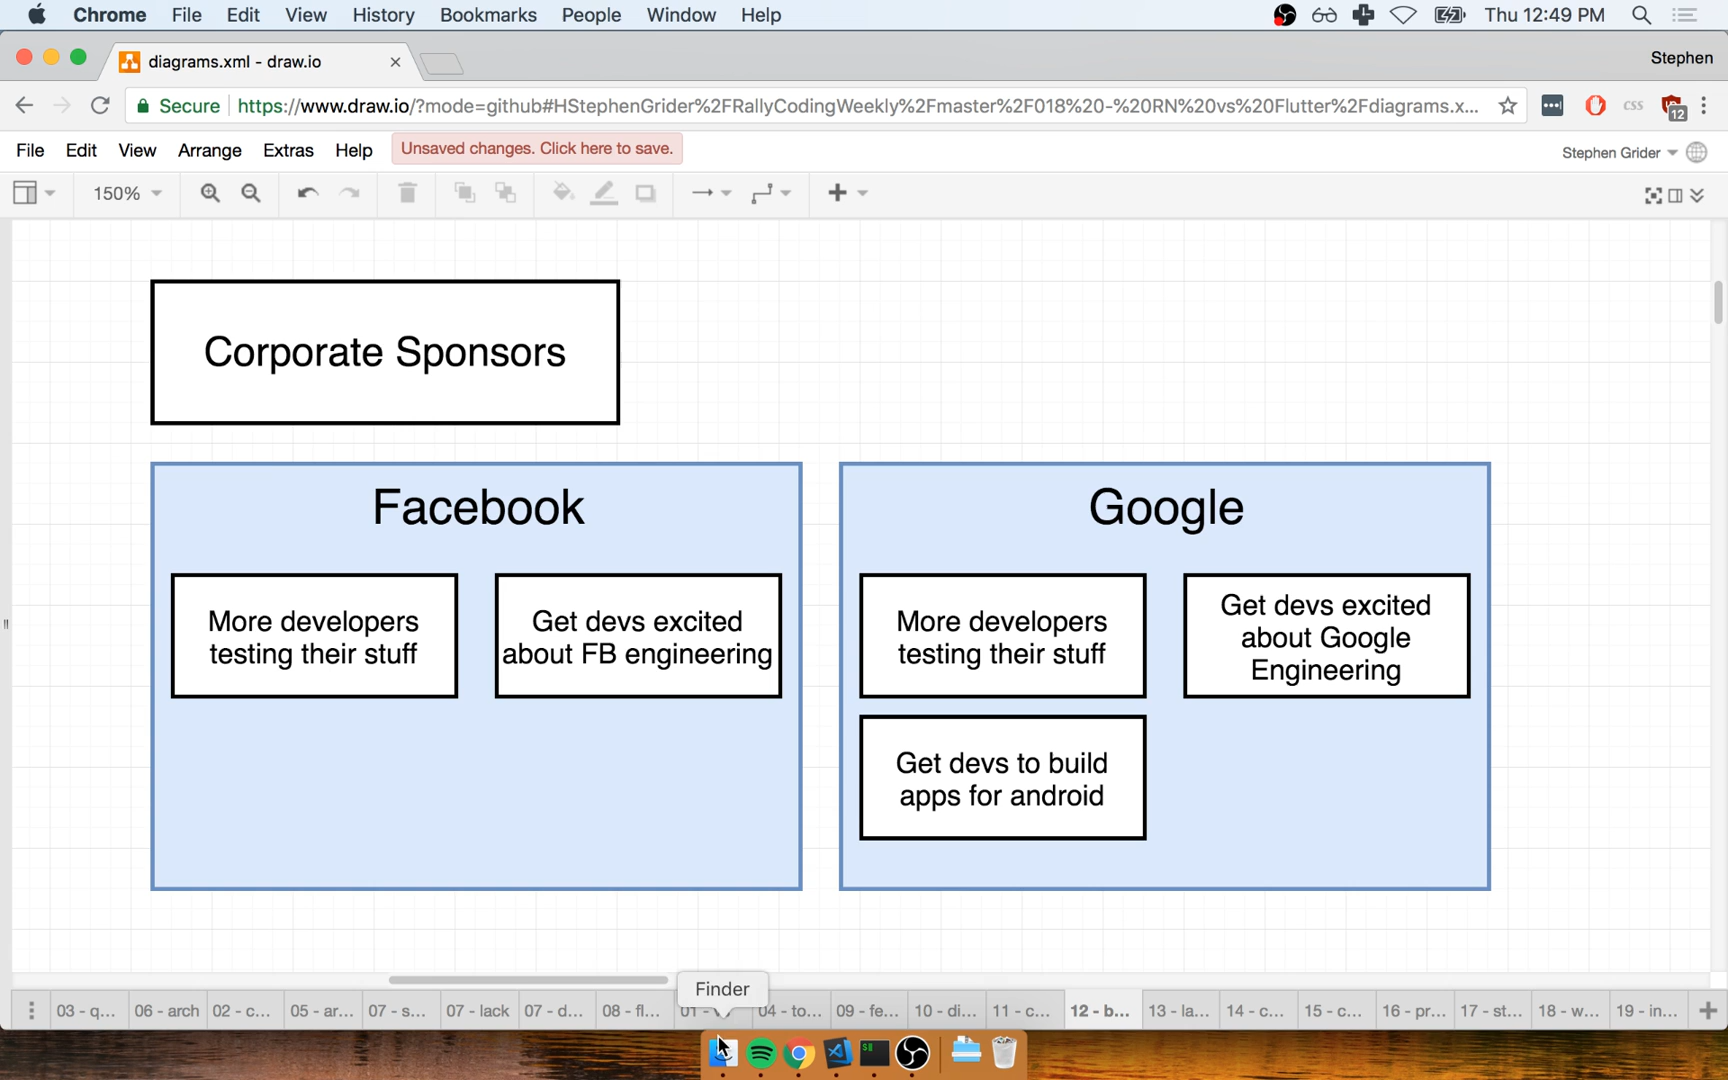 Chrome File Edit View History Bookmarks People Window Help Thu 12:49 PM
diagrams.xml - draw.io Stephen
Secure https://www.draw.io/?mode=github#HStephenGrider%2FRallyCodingWeekly%2Fmaster%2F018%20-%20RN%20vs%20Flutter%2Fdiagrams.x... css 12
File Edit View Arrange Extras Help Unsaved changes. Click here to save. Stephen Grider
150%
Corporate Sponsors
Facebook
More developers
testing their stuff
Get devs excited
about FB engineering
Google
More developers
testing their stuff
Get devs excited
about Google
Engineering
Get devs to build
apps for android
Finder
03 - q... 06 - arch 02 - c... 05 - ar... 07 - s... 07 - lack 07 - d... 08 - fl... 01 - 04 - to... 09 - fe... 10 - di... 11 - c... 12 - b... 13 - la... 14 - c... 15 - c... 16 - pr... 17 - st... 18 - w... 19 - in...